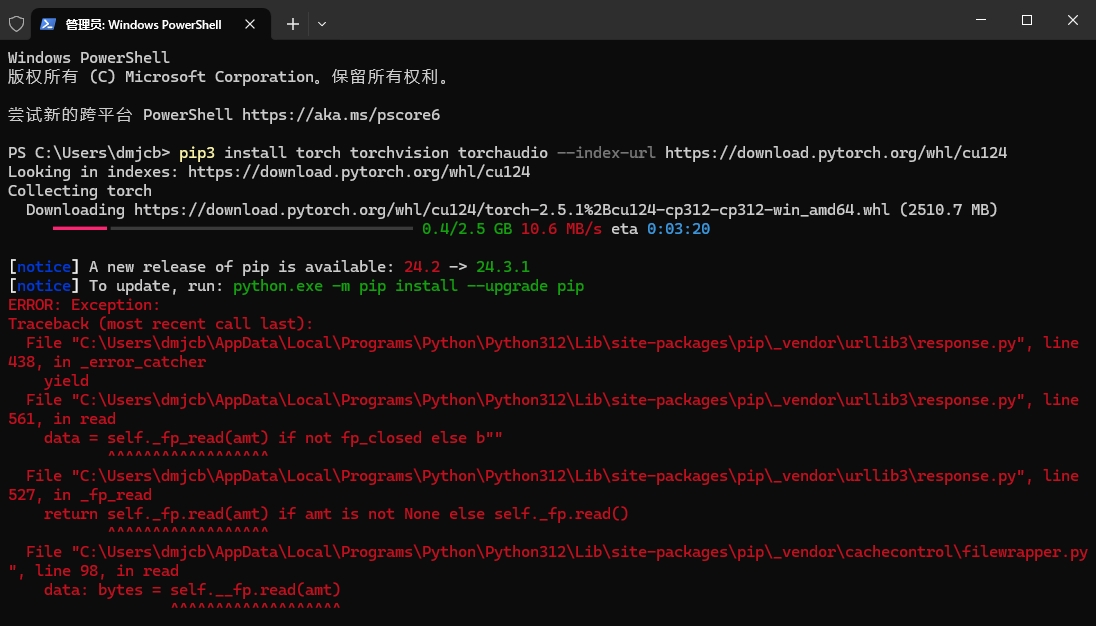 管理员: Windows PowerShell
Windows PowerShell
版权所有 (C) Microsoft Corporation。保留所有权利。
尝试新的跨平台 PowerShell https://aka.ms/pscore6
PS C:\Users\dmjcb> pip3 install torch torchvision torchaudio --index-url https://download.pytorch.org/whl/cu124
Looking in indexes: https://download.pytorch.org/whl/cu124
Collecting torch
  Downloading https://download.pytorch.org/whl/cu124/torch-2.5.1%2Bcu124-cp312-cp312-win_amd64.whl (2510.7 MB)
0.4/2.5 GB 10.6 MB/s eta 0:03:20
[notice] A new release of pip is available: 24.2 -> 24.3.1
[notice] To update, run: python.exe -m pip install --upgrade pip
ERROR: Exception:
Traceback (most recent call last):
  File "C:\Users\dmjcb\AppData\Local\Programs\Python\Python312\Lib\site-packages\pip\_vendor\urllib3\response.py", line
438, in _error_catcher
    yield
  File "C:\Users\dmjcb\AppData\Local\Programs\Python\Python312\Lib\site-packages\pip\_vendor\urllib3\response.py", line
561, in read
    data = self._fp_read(amt) if not fp_closed else b""
           ^^^^^^^^^^^^^^^^^^
  File "C:\Users\dmjcb\AppData\Local\Programs\Python\Python312\Lib\site-packages\pip\_vendor\urllib3\response.py", line
527, in _fp_read
    return self._fp.read(amt) if amt is not None else self._fp.read()
           ^^^^^^^^^^^^^^^^^^
  File "C:\Users\dmjcb\AppData\Local\Programs\Python\Python312\Lib\site-packages\pip\_vendor\cachecontrol\filewrapper.py
", line 98, in read
    data: bytes = self.__fp.read(amt)
                  ^^^^^^^^^^^^^^^^^^^